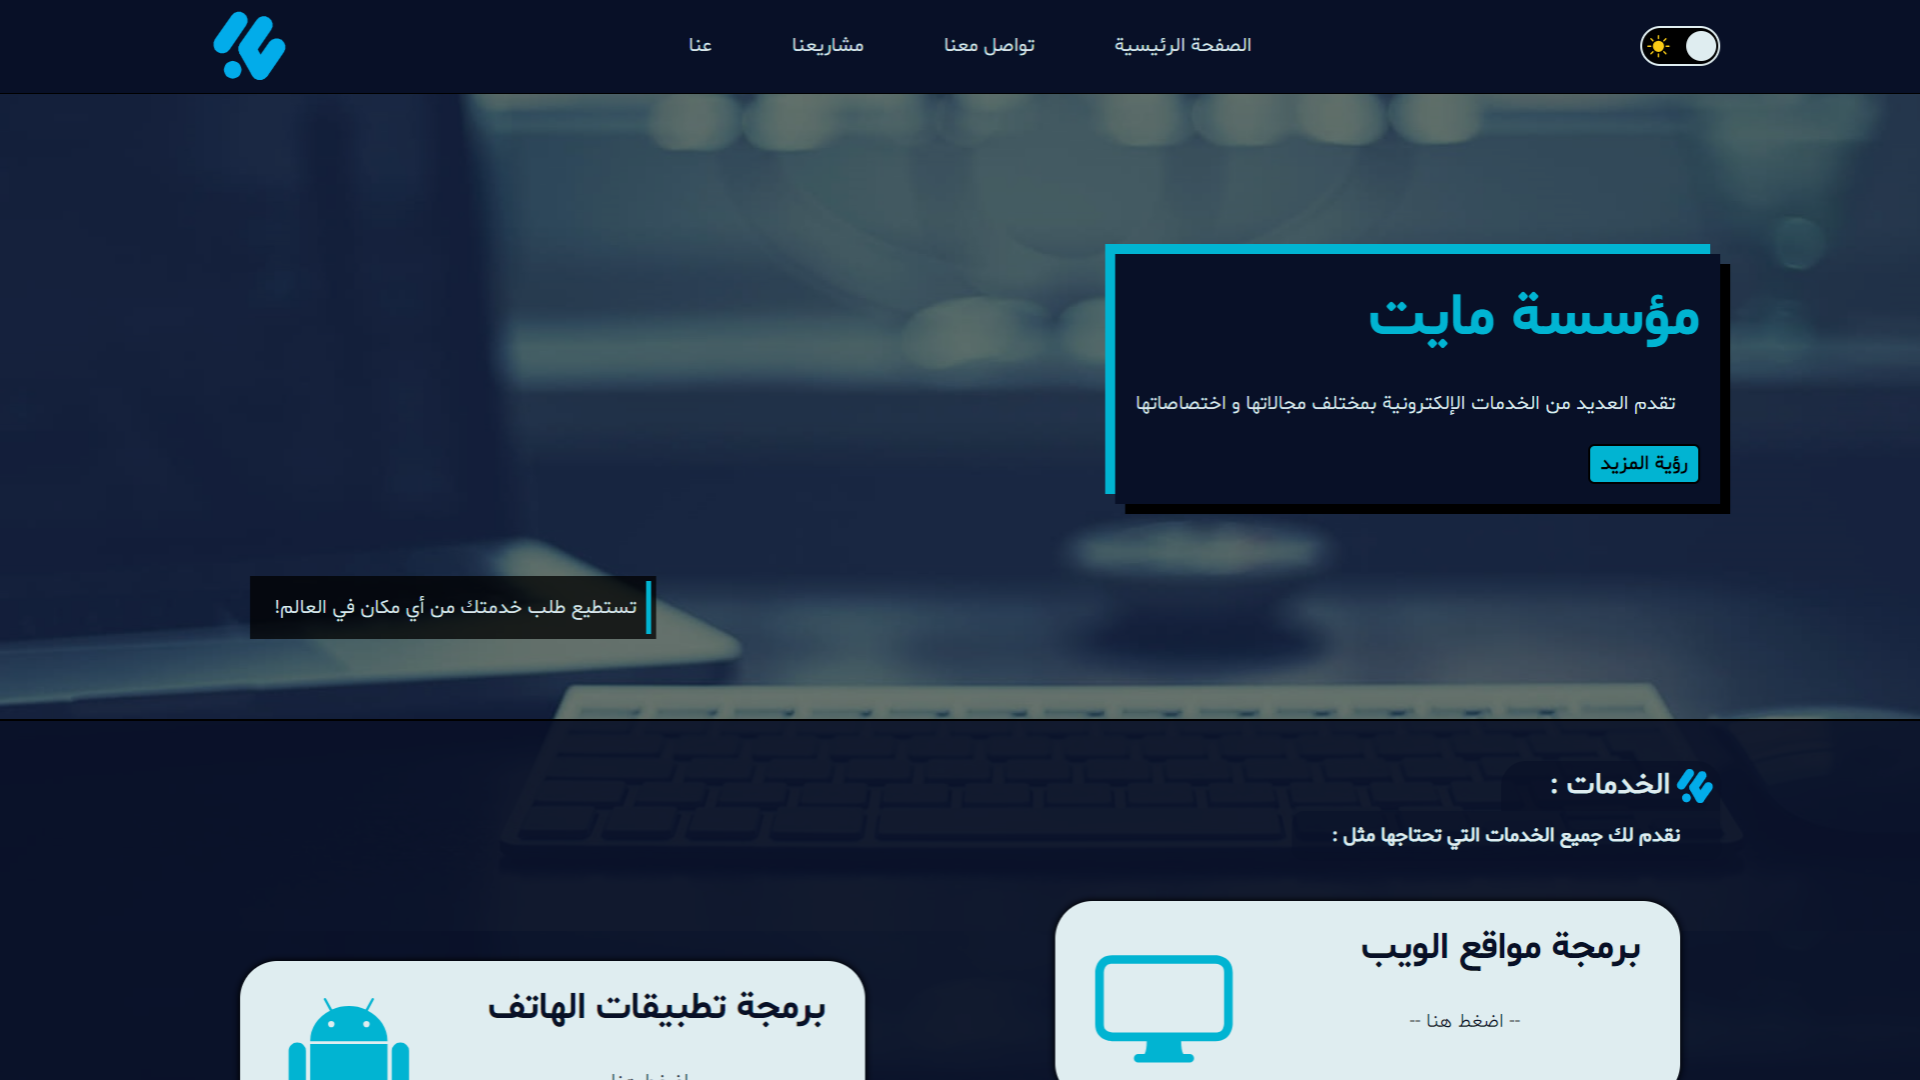 الصفحة الرئيسية
تواصل معنا
مشاريعنا
عنا
مؤسسة مايت
تقدم العديد من الخدمات الإلكترونية بمختلف مجالاتها و اختصاصاتها
رؤية المزيد
تستطيع طلب خدمتك من أي مكان في العالم!
الخدمات :
نقدم لك جميع الخدمات التي تحتاجها مثل :
برمجة مواقع الويب
-- اضغط هنا --
برمجة تطبيقات الهاتف